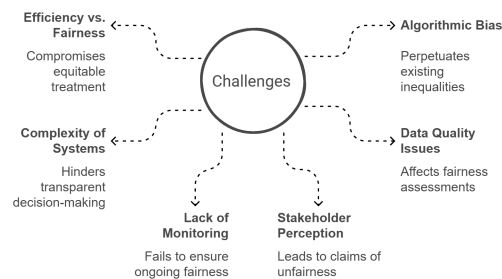 Efficiency vs.
Fairness
Compromises
equitable
treatment
Challenges
Algorithmic Bias
Perpetuates
existing
inequalities
Complexity of
Systems
Hinders
transparent
decision-making
Data Quality
Issues
Affects fairness
assessments
Lack of
Monitoring
Fails to ensure
ongoing fairness
Stakeholder
Perception
Leads to claims of
unfairness